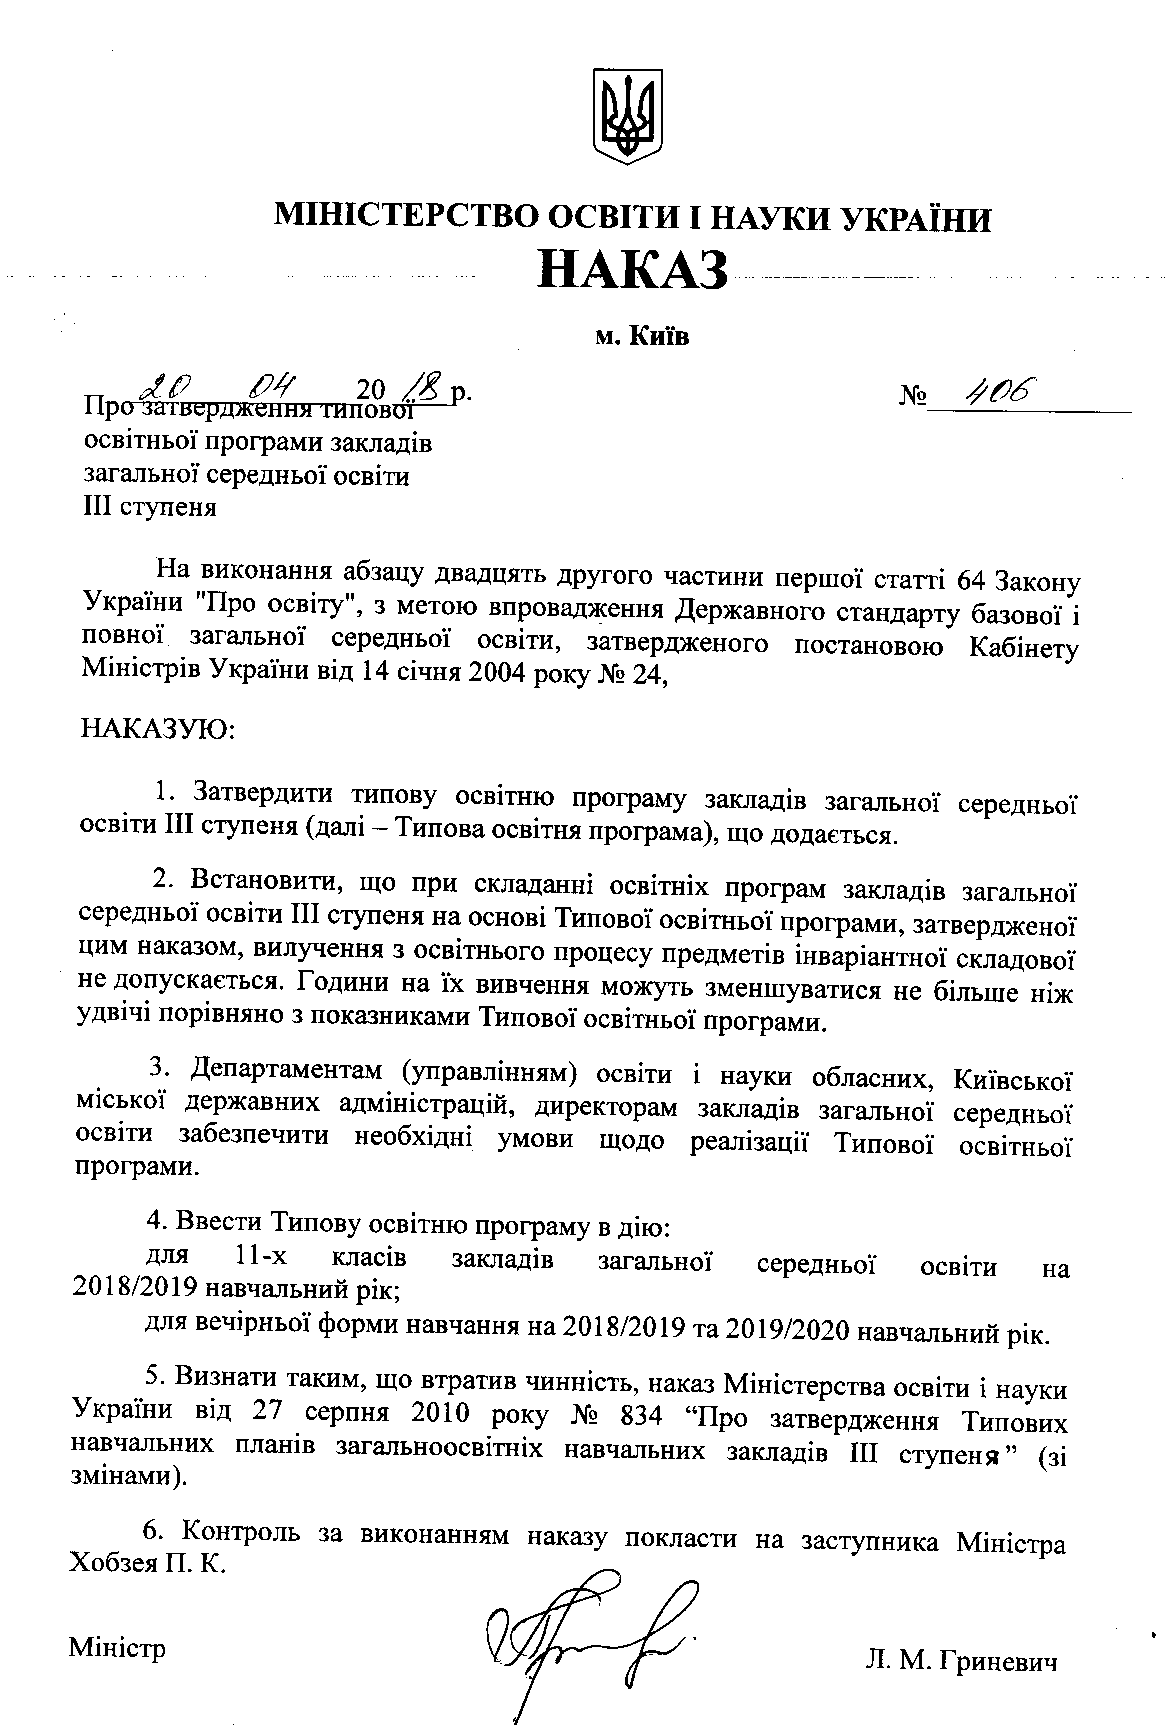 МІНІСТЕРСТВО ОСВІТИ І НАУКИ УКРАЇНИ
НАКАЗ
м. Київ
20 04 2018 р. № 406
Про затвердження типової
освітньої програми закладів
загальної середньої освіти
ІІІ ступеня
На виконання абзацу двадцять другого частини першої статті 64 Закону
України "Про освіту", з метою впровадження Державного стандарту базової і
повної загальної середньої освіти, затвердженого постановою Кабінету
Міністрів України від 14 січня 2004 року № 24,
НАКАЗУЮ:
1. Затвердити типову освітню програму закладів загальної середньої
освіти ІІІ ступеня (далі – Типова освітня програма), що додається.
2. Встановити, що при складанні освітніх програм закладів загальної
середньої освіти ІІІ ступеня на основі Типової освітньої програми, затвердженої
цим наказом, вилучення з освітнього процесу предметів інваріантної складової
не допускається. Години на їх вивчення можуть зменшуватися не більше ніж
удвічі порівняно з показниками Типової освітньої програми.
3. Департаментам (управлінням) освіти і науки обласних, Київської
міської державних адміністрацій, директорам закладів загальної середньої
освіти забезпечити необхідні умови щодо реалізації Типової освітньої
програми.
4. Ввести Типову освітню програму в дію:
для 11-х класів закладів загальної середньої освіти на
2018/2019 навчальний рік;
для вечірньої форми навчання на 2018/2019 та 2019/2020 навчальний рік.
5. Визнати таким, що втратив чинність, наказ Міністерства освіти і науки
України від 27 серпня 2010 року № 834 “Про затвердження Типових
навчальних планів загальноосвітніх навчальних закладів ІІІ ступеня” (зі
змінами).
6. Контроль за виконанням наказу покласти на заступника Міністра
Хобзея П. К.
Міністр Л. М. Гриневич